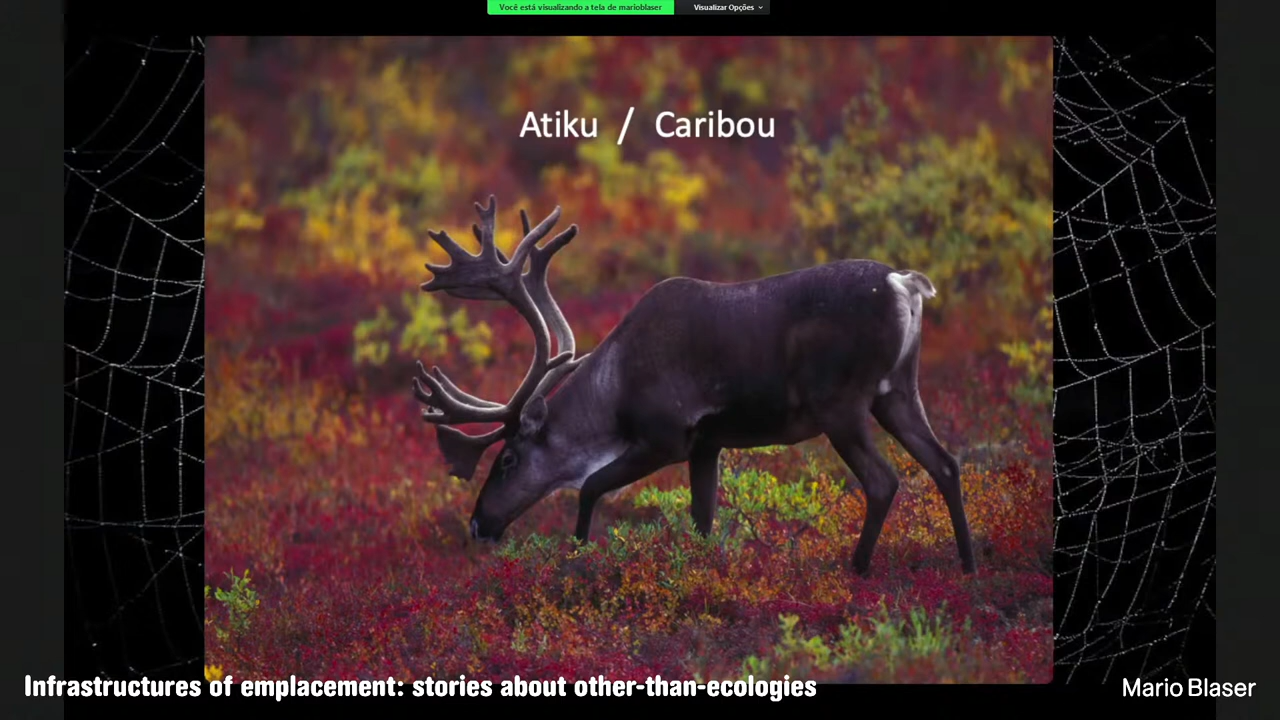 Você está visualizando a tela de marioblaser Visualizar Opções
Atiku / Caribou
Infrastructures of emplacement: stories about other-than-ecologies
Mario Blaser